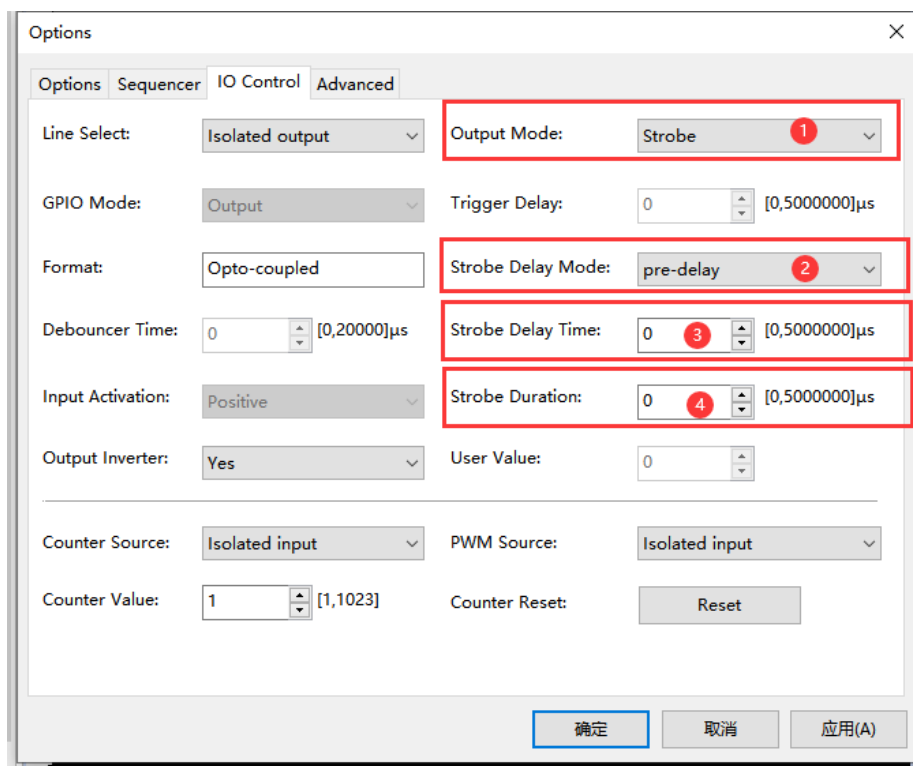 Options
Options Sequencer IO Control Advanced
Line Select: Isolated output Output Mode: Strobe 1
GPIO Mode: Output Trigger Delay: 0 [0,5000000]µs
Format: Opto-coupled Strobe Delay Mode: pre-delay 2
Debouncer Time: 0 [0,20000]µs Strobe Delay Time: 0 3 [0,5000000]µs
Input Activation: Positive Strobe Duration: 0 4 [0,5000000]µs
Output Inverter: Yes User Value: 0
Counter Source: Isolated input PWM Source: Isolated input
Counter Value: 1 [1,1023] Counter Reset: Reset
确定 取消 应用(A)